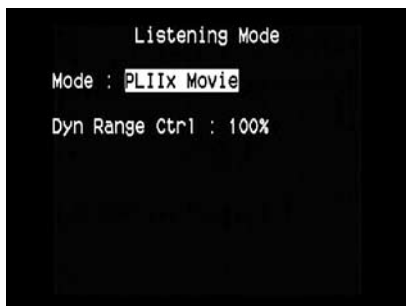 Listening Mode
Mode : PLIIx Movie
Dyn Range Ctrl : 100%